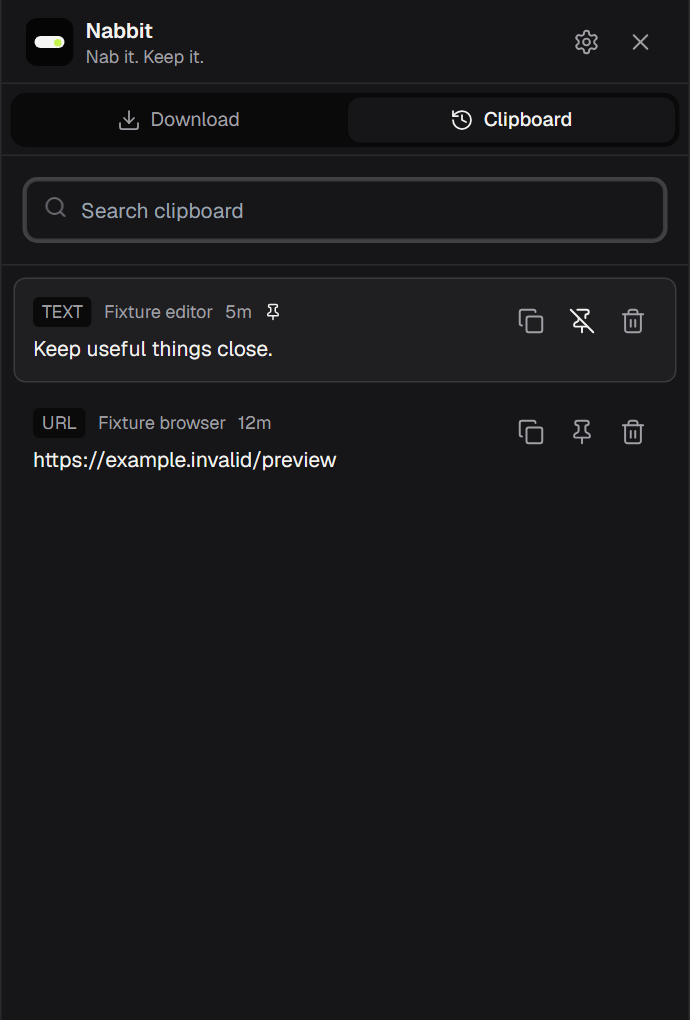 Nabbit
Nab it. Keep it.
Download
Clipboard
Search clipboard
TEXT Fixture editor 5m
Keep useful things close.
URL Fixture browser 12m
https://example.invalid/preview